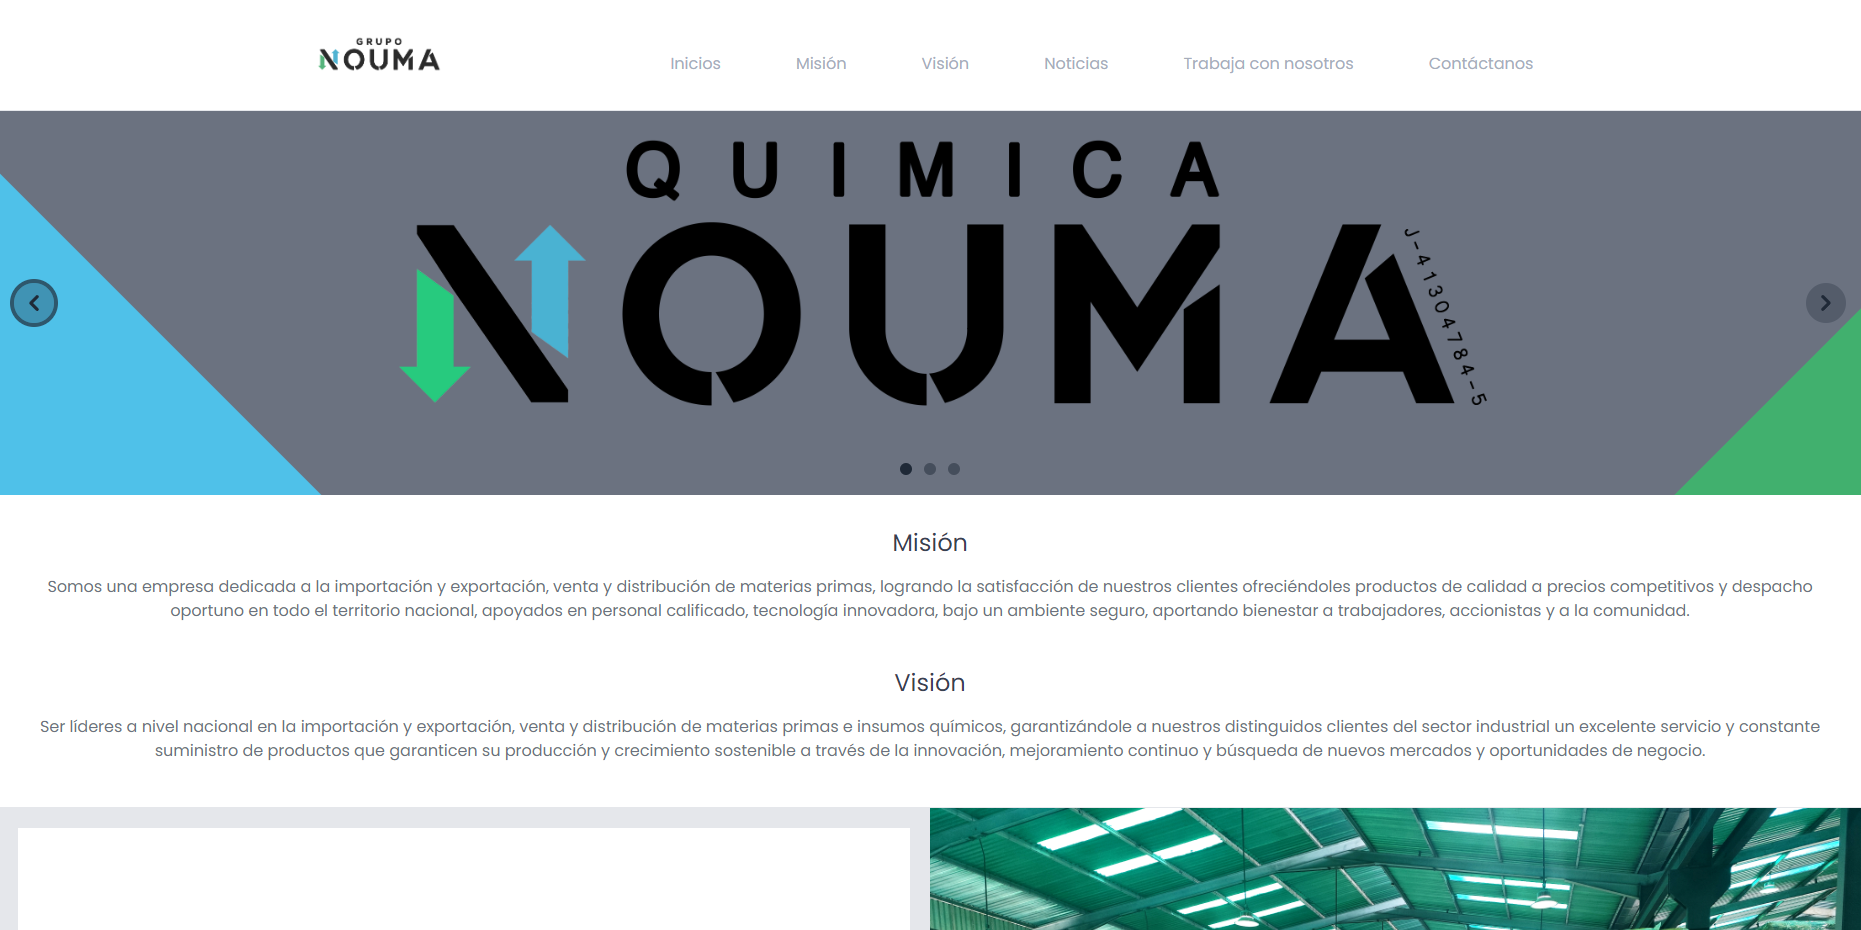 GRUPO
NOUMA
Inicios
Misión
Visión
Noticias
Trabaja con nosotros
Contáctanos
QUIMICA
NOUMA
J-41304784-5
Misión
Somos una empresa dedicada a la importación y exportación, venta y distribución de materias primas, logrando la satisfacción de nuestros clientes ofreciéndoles productos de calidad a precios competitivos y despacho
oportuno en todo el territorio nacional, apoyados en personal calificado, tecnología innovadora, bajo un ambiente seguro, aportando bienestar a trabajadores, accionistas y a la comunidad.
Visión
Ser líderes a nivel nacional en la importación y exportación, venta y distribución de materias primas e insumos químicos, garantizándole a nuestros distinguidos clientes del sector industrial un excelente servicio y constante
suministro de productos que garanticen su producción y crecimiento sostenible a través de la innovación, mejoramiento continuo y búsqueda de nuevos mercados y oportunidades de negocio.